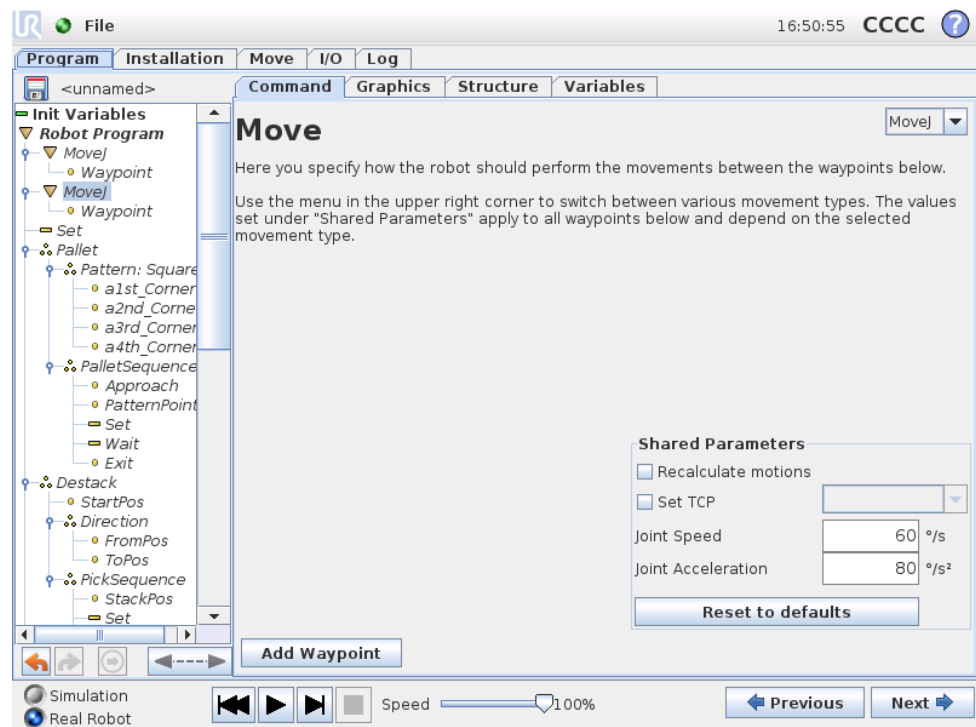 UR File 16:50:55 CCCC ?
Program Installation Move I/O Log
<unnamed>
Command Graphics Structure Variables
Init Variables
Robot Program
MoveJ
Waypoint
MoveJ
Waypoint
Set
Pallet
Pattern: Square
a1st_Corner
a2nd_Corne
a3rd_Corner
a4th_Corner
PalletSequence
Approach
PatternPoint
Set
Wait
Exit
Destack
StartPos
Direction
FromPos
ToPos
PickSequence
StackPos
Set
Move
MoveJ
Here you specify how the robot should perform the movements between the waypoints below.
Use the menu in the upper right corner to switch between various movement types. The values
set under "Shared Parameters" apply to all waypoints below and depend on the selected
movement type.
Shared Parameters
Recalculate motions
Set TCP
Joint Speed 60 °/s
Joint Acceleration 80 °/s²
Reset to defaults
Add Waypoint
Simulation
Real Robot
Speed 100%
Previous Next